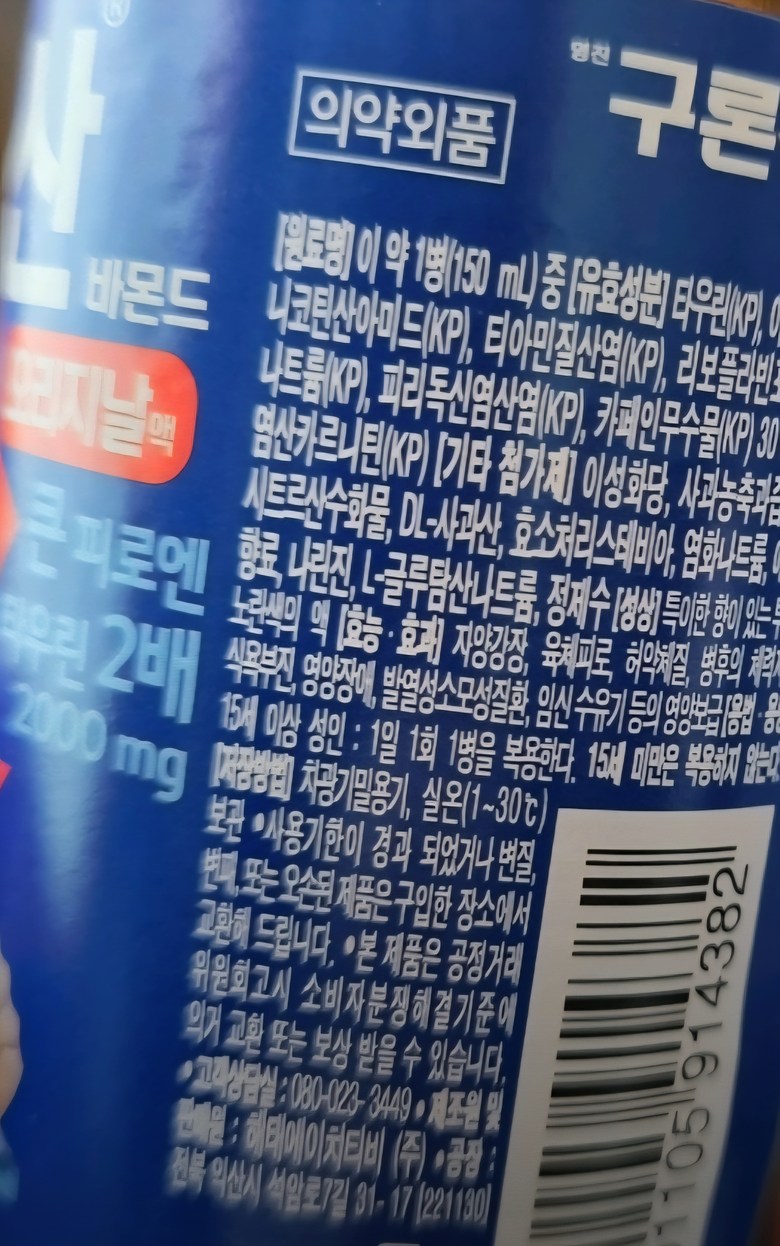 산
바몬드
오리지날액
큰 피로엔
타우린 2배
2000 mg
의약외품
영진 구론
[원료명] 이 약 1병(150 mL) 중 [유효성분] 타우린(KP),
니코틴산아미드(KP), 티아민질산염(KP), 리보플라빈
나트륨(KP), 피리독신염산염(KP), 카페인무수물(KP) 30
염산카르니틴(KP) [기타 첨가제] 이성화당, 사과농축과즙
시트르산수화물, DL-사과산, 효소처리스테비아, 염화나트륨,
향료, 나린진, L-글루탐산나트륨, 정제수 [성상] 특이한 향이 있는
노란색의 액 [효능·효과] 자양강장, 육체피로, 허약체질, 병후의 체력
식욕부진, 영양장애, 발열성소모성질환, 임신 수유기 등의 영양보급 [용법·용
15세 이상 성인 : 1일 1회 1병을 복용한다. 15세 미만은 복용하지 않는다
[저장방법] 차광기밀용기, 실온(1~30℃)
보관 •사용기한이 경과 되었거나 변질,
변패, 또는 오손된 제품은 구입한 장소에서
교환해 드립니다. •본 제품은 공정거래
위원회고시 소비자분쟁해결기준에
의거 교환 또는 보상 받을 수 있습니다.
•고객상담실 : 080-023-3449 •제조원 및
판매원 : 해태에이치티비 (주) •공장 :
전북 익산시 석암로7길 31-17 [221130]
1105 914382